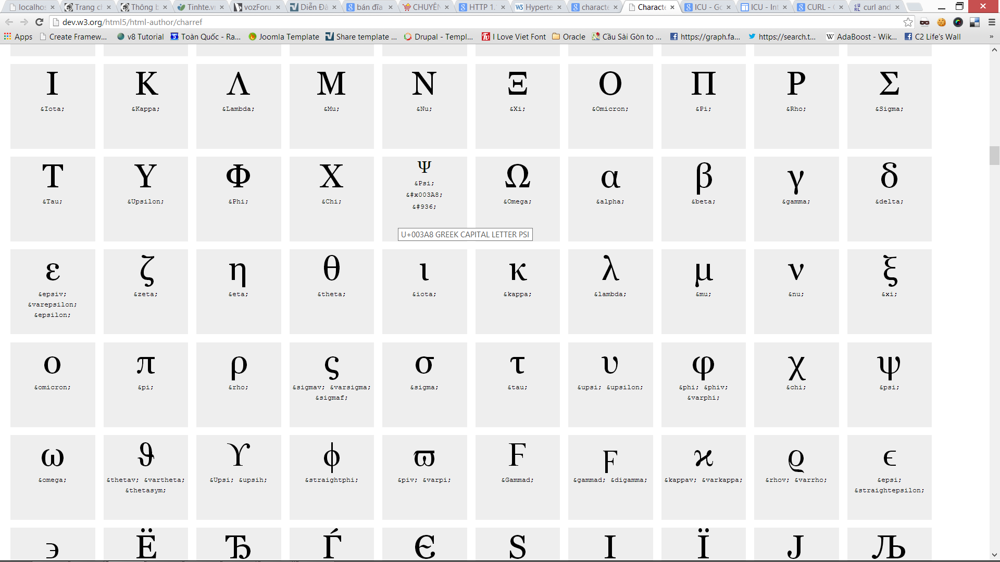 localhos
Trang ch
Thông b
Tinhte.v
vozForu
Diễn Đà
bán đĩa
CHUYÊN
HTTP 1.
Hyperte
characte
Characte
ICU - Go
ICU - Int
CURL - 
curl and
dev.w3.org/html5/html-author/charref
Apps
Create Framew...
v8 Tutorial
Toàn Quốc - Ra...
Joomla Template
Share template ...
Drupal - Templ...
I Love Viet Font
Oracle
Cầu Sài Gòn to ...
https://graph.fa...
https://search.t...
AdaBoost - Wik...
C2 Life's Wall
»
Ι Κ Λ Μ Ν Ξ Ο Π Ρ Σ
&Iota; &Kappa; &Lambda; &Mu; &Nu; &Xi; &Omicron; &Pi; &Rho; &Sigma;
Τ Υ Φ Χ Ψ Ω α β γ δ
&Tau; &Upsilon; &Phi; &Chi; &Psi; &Omega; &alpha; &beta; &gamma; &delta;
&#x003A8;
&#936;
U+003A8 GREEK CAPITAL LETTER PSI
ε ζ η θ ι κ λ μ ν ξ
&epsiv; &zeta; &eta; &theta; &iota; &kappa; &lambda; &mu; &nu; &xi;
&varepsilon;
&epsilon;
ο π ρ ς σ τ υ φ χ ψ
&omicron; &pi; &rho; &sigmav; &varsigma; &sigma; &tau; &upsi; &upsilon; &phi; &phiv; &chi; &psi;
&sigmaf; &varphi;
ω ϑ ϒ ϕ ϖ Ϝ ϝ ϰ ϱ ϵ
&omega; &thetav; &vartheta; &Upsi; &upsih; &straightphi; &piv; &varpi; &Gammad; &gammad; &digamma; &kappav; &varkappa; &rhov; &varrho; &epsi;
&thetasym; &straightepsilon;
϶ Ё Ђ Ѓ Є Ѕ І Ї Ј Љ